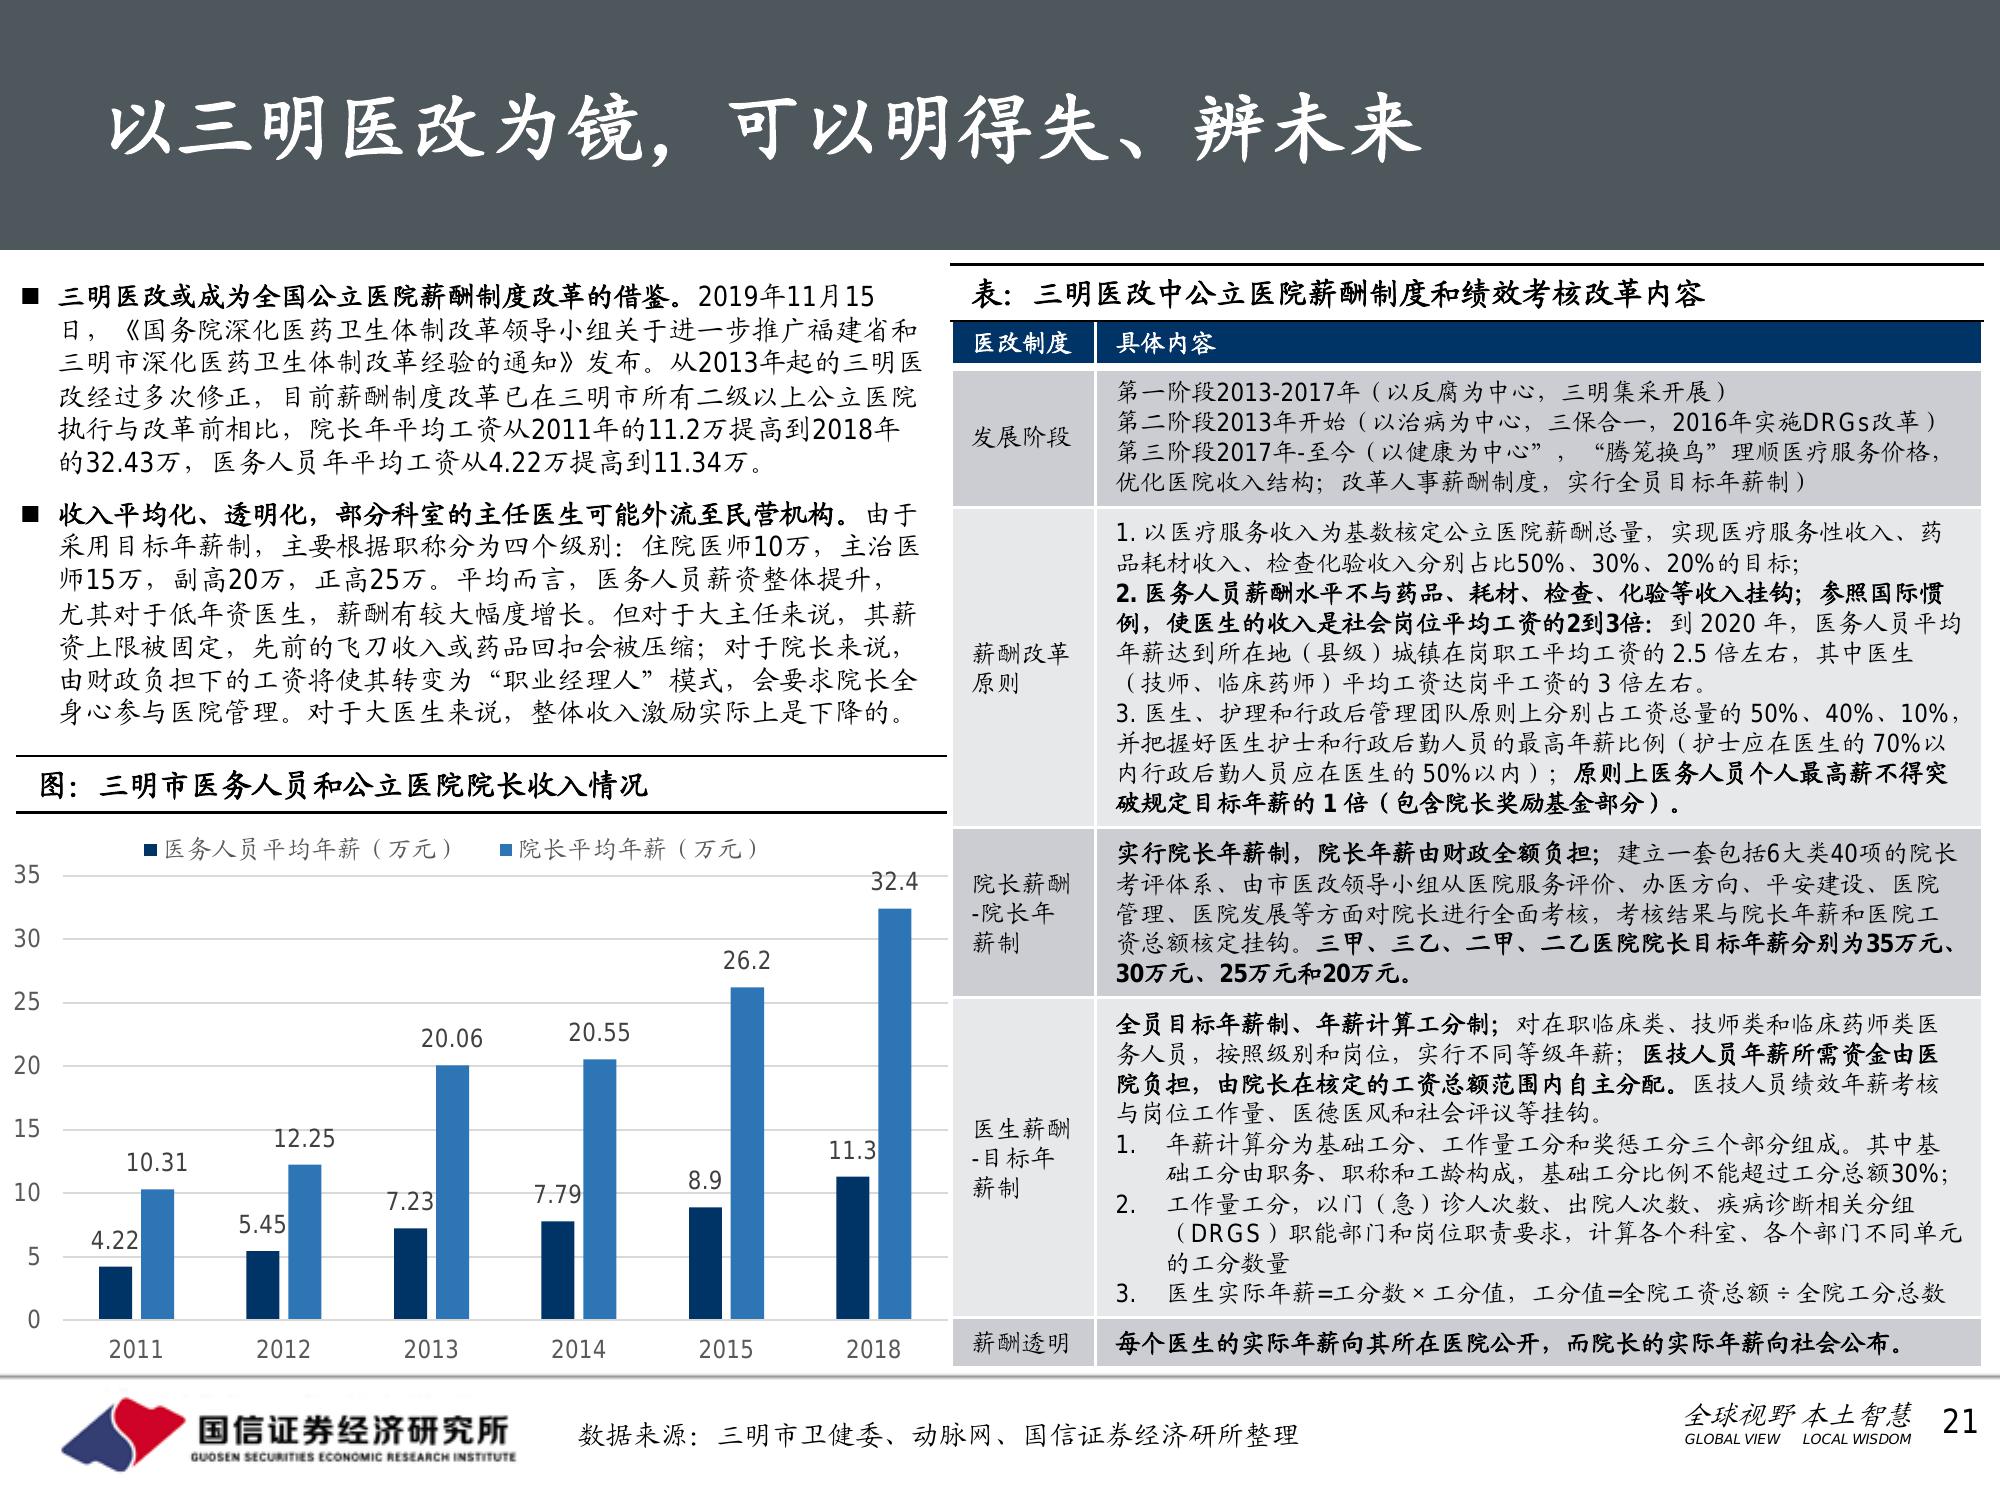 以三明医改为镜，可以明得失、辨未来
■ 三明医改或成为全国公立医院薪酬制度改革的借鉴。2019年11月15
日，《国务院深化医药卫生体制改革领导小组关于进一步推广福建省和
三明市深化医药卫生体制改革经验的通知》发布。从2013年起的三明医
改经过多次修正，目前薪酬制度改革已在三明市所有二级以上公立医院
执行与改革前相比，院长年平均工资从2011年的11.2万提高到2018年
的32.43万，医务人员年平均工资从4.22万提高到11.34万。
■ 收入平均化、透明化，部分科室的主任医生可能外流至民营机构。由于
采用目标年薪制，主要根据职称分为四个级别：住院医师10万，主治医
师15万，副高20万，正高25万。平均而言，医务人员薪资整体提升，
尤其对于低年资医生，薪酬有较大幅度增长。但对于大主任来说，其薪
资上限被固定，先前的飞刀收入或药品回扣会被压缩；对于院长来说，
由财政负担下的工资将使其转变为“职业经理人”模式，会要求院长全
身心参与医院管理。对于大医生来说，整体收入激励实际上是下降的。
图：三明市医务人员和公立医院院长收入情况
医务人员平均年薪（万元） 院长平均年薪（万元）
35
30
25
20
15
10
5
0
4.22 10.31
5.45 12.25
7.23 20.06
7.79 20.55
8.9 26.2
11.3 32.4
2011 2012 2013 2014 2015 2018
表：三明医改中公立医院薪酬制度和绩效考核改革内容
医改制度 具体内容
发展阶段
第一阶段2013-2017年（以反腐为中心，三明集采开展）
第二阶段2013年开始（以治病为中心，三保合一，2016年实施DRGs改革）
第三阶段2017年-至今（以健康为中心”，“腾笼换鸟”理顺医疗服务价格，
优化医院收入结构；改革人事薪酬制度，实行全员目标年薪制）
薪酬改革
原则
1. 以医疗服务收入为基数核定公立医院薪酬总量，实现医疗服务性收入、药
品耗材收入、检查化验收入分别占比50%、30%、20%的目标；
2. 医务人员薪酬水平不与药品、耗材、检查、化验等收入挂钩；参照国际惯
例，使医生的收入是社会岗位平均工资的2到3倍：到 2020 年，医务人员平均
年薪达到所在地（县级）城镇在岗职工平均工资的 2.5 倍左右，其中医生
（技师、临床药师）平均工资达岗平工资的 3 倍左右。
3. 医生、护理和行政后管理团队原则上分别占工资总量的 50%、40%、10%，
并把握好医生护士和行政后勤人员的最高年薪比例（护士应在医生的 70%以
内行政后勤人员应在医生的 50%以内）；原则上医务人员个人最高薪不得突
破规定目标年薪的 1 倍（包含院长奖励基金部分）。
院长薪酬
-院长年
薪制
实行院长年薪制，院长年薪由财政全额负担；建立一套包括6大类40项的院长
考评体系、由市医改领导小组从医院服务评价、办医方向、平安建设、医院
管理、医院发展等方面对院长进行全面考核，考核结果与院长年薪和医院工
资总额核定挂钩。三甲、三乙、二甲、二乙医院院长目标年薪分别为35万元、
30万元、25万元和20万元。
医生薪酬
-目标年
薪制
全员目标年薪制、年薪计算工分制；对在职临床类、技师类和临床药师类医
务人员，按照级别和岗位，实行不同等级年薪；医技人员年薪所需资金由医
院负担，由院长在核定的工资总额范围内自主分配。医技人员绩效年薪考核
与岗位工作量、医德医风和社会评议等挂钩。
1. 年薪计算分为基础工分、工作量工分和奖惩工分三个部分组成。其中基
础工分由职务、职称和工龄构成，基础工分比例不能超过工分总额30%；
2. 工作量工分，以门（急）诊人次数、出院人次数、疾病诊断相关分组
（DRGS）职能部门和岗位职责要求，计算各个科室、各个部门不同单元
的工分数量
3. 医生实际年薪=工分数×工分值，工分值=全院工资总额÷全院工分总数
薪酬透明 每个医生的实际年薪向其所在医院公开，而院长的实际年薪向社会公布。
国信证券经济研究所
GUOSEN SECURITIES ECONOMIC RESEARCH INSTITUTE
数据来源：三明市卫健委、动脉网、国信证券经济研所整理
全球视野 本土智慧
GLOBAL VIEW LOCAL WISDOM
21